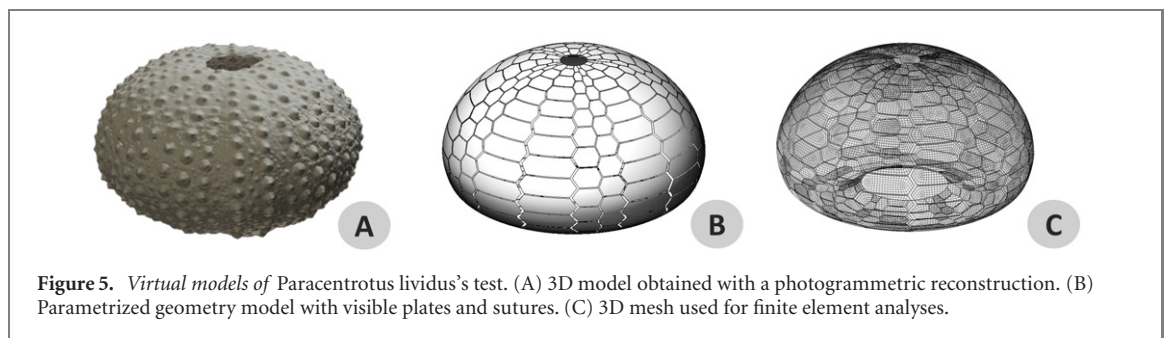 A
B
C
Figure 5. Virtual models of Paracentrotus lividus's test. (A) 3D model obtained with a photogrammetric reconstruction. (B)
Parametrized geometry model with visible plates and sutures. (C) 3D mesh used for finite element analyses.